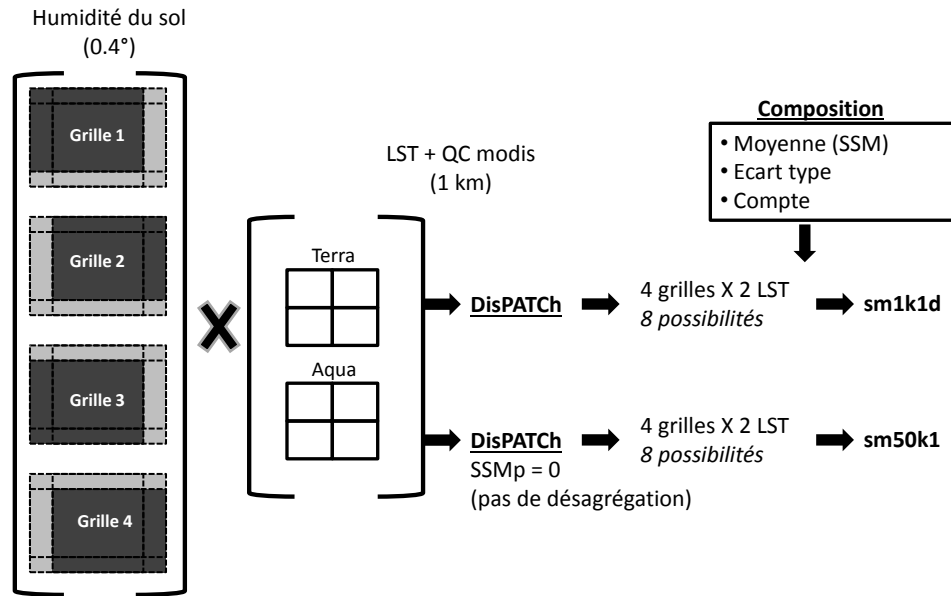 Humidité du sol
(0.4°)
Grille 1
Grille 2
Grille 3
Grille 4
X
LST + QC modis
(1 km)
Terra
Aqua
Composition
• Moyenne (SSM)
• Ecart type
• Compte
DisPATCh
4 grilles X 2 LST
8 possibilités
sm1k1d
DisPATCh
SSMp = 0
(pas de désagrégation)
4 grilles X 2 LST
8 possibilités
sm50k1